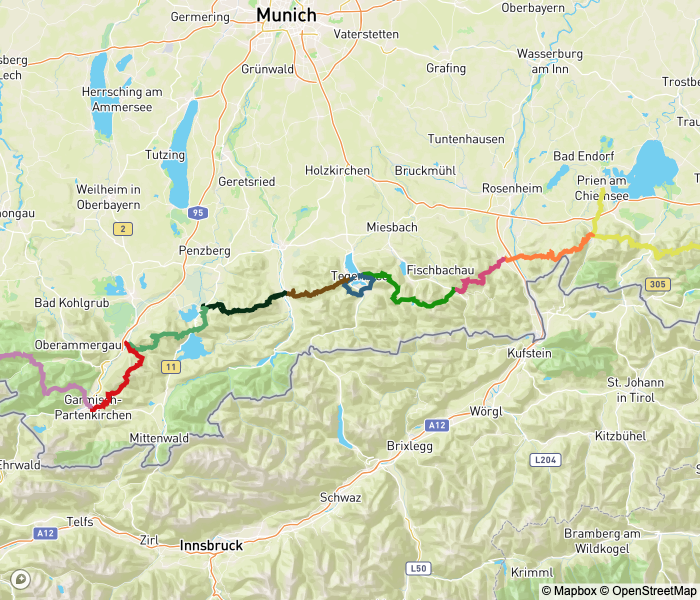 Germering
Munich
Oberbayern
Vaterstetten
sberg
Lech
Grünwald
Grafing
Wasserburg
am Inn
Herrsching am
Ammersee
Trostbe
Trau
Tuntenhausen
Tutzing
Bad Endorf
Holzkirchen
Bruckmühl
Prien am
Chiemsee
Geretsried
Rosenheim
Weilheim in
Oberbayern
ongau
95
Miesbach
2
Penzberg
Fischbachau
305
Bad Kohlgrub
Oberammergau
Kufstein
11
St. Johann
in Tirol
Garmisch-
Partenkirchen
Wörgl
A12
Kitzbühel
Mittenwald
Brixlegg
L204
Ehrwald
Schwaz
Telfs
A12
Zirl
Innsbruck
Bramberg am
Wildkogel
L50
Krimml
© Mapbox © OpenStreetMap